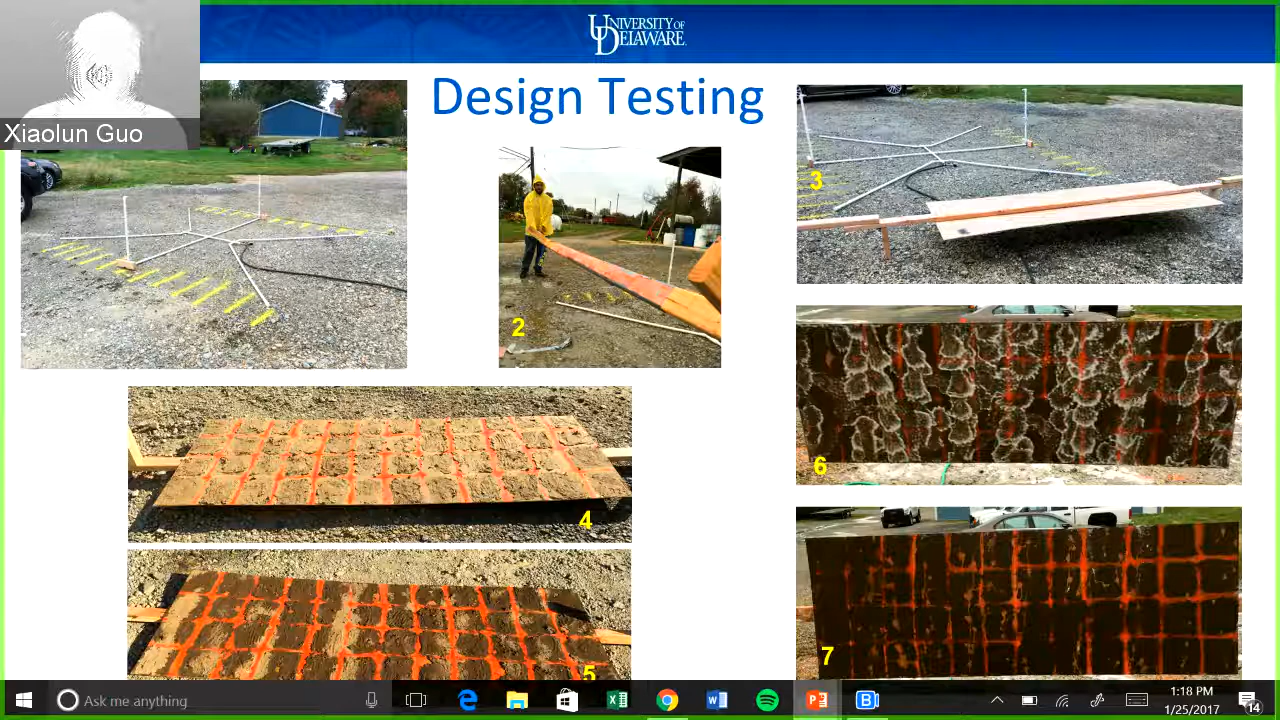 UNIVERSITY OF
DELAWARE
Xiaolun Guo
Design Testing
2
3
4
5
6
7
Ask me anything
1:18 PM
1/25/2017
14